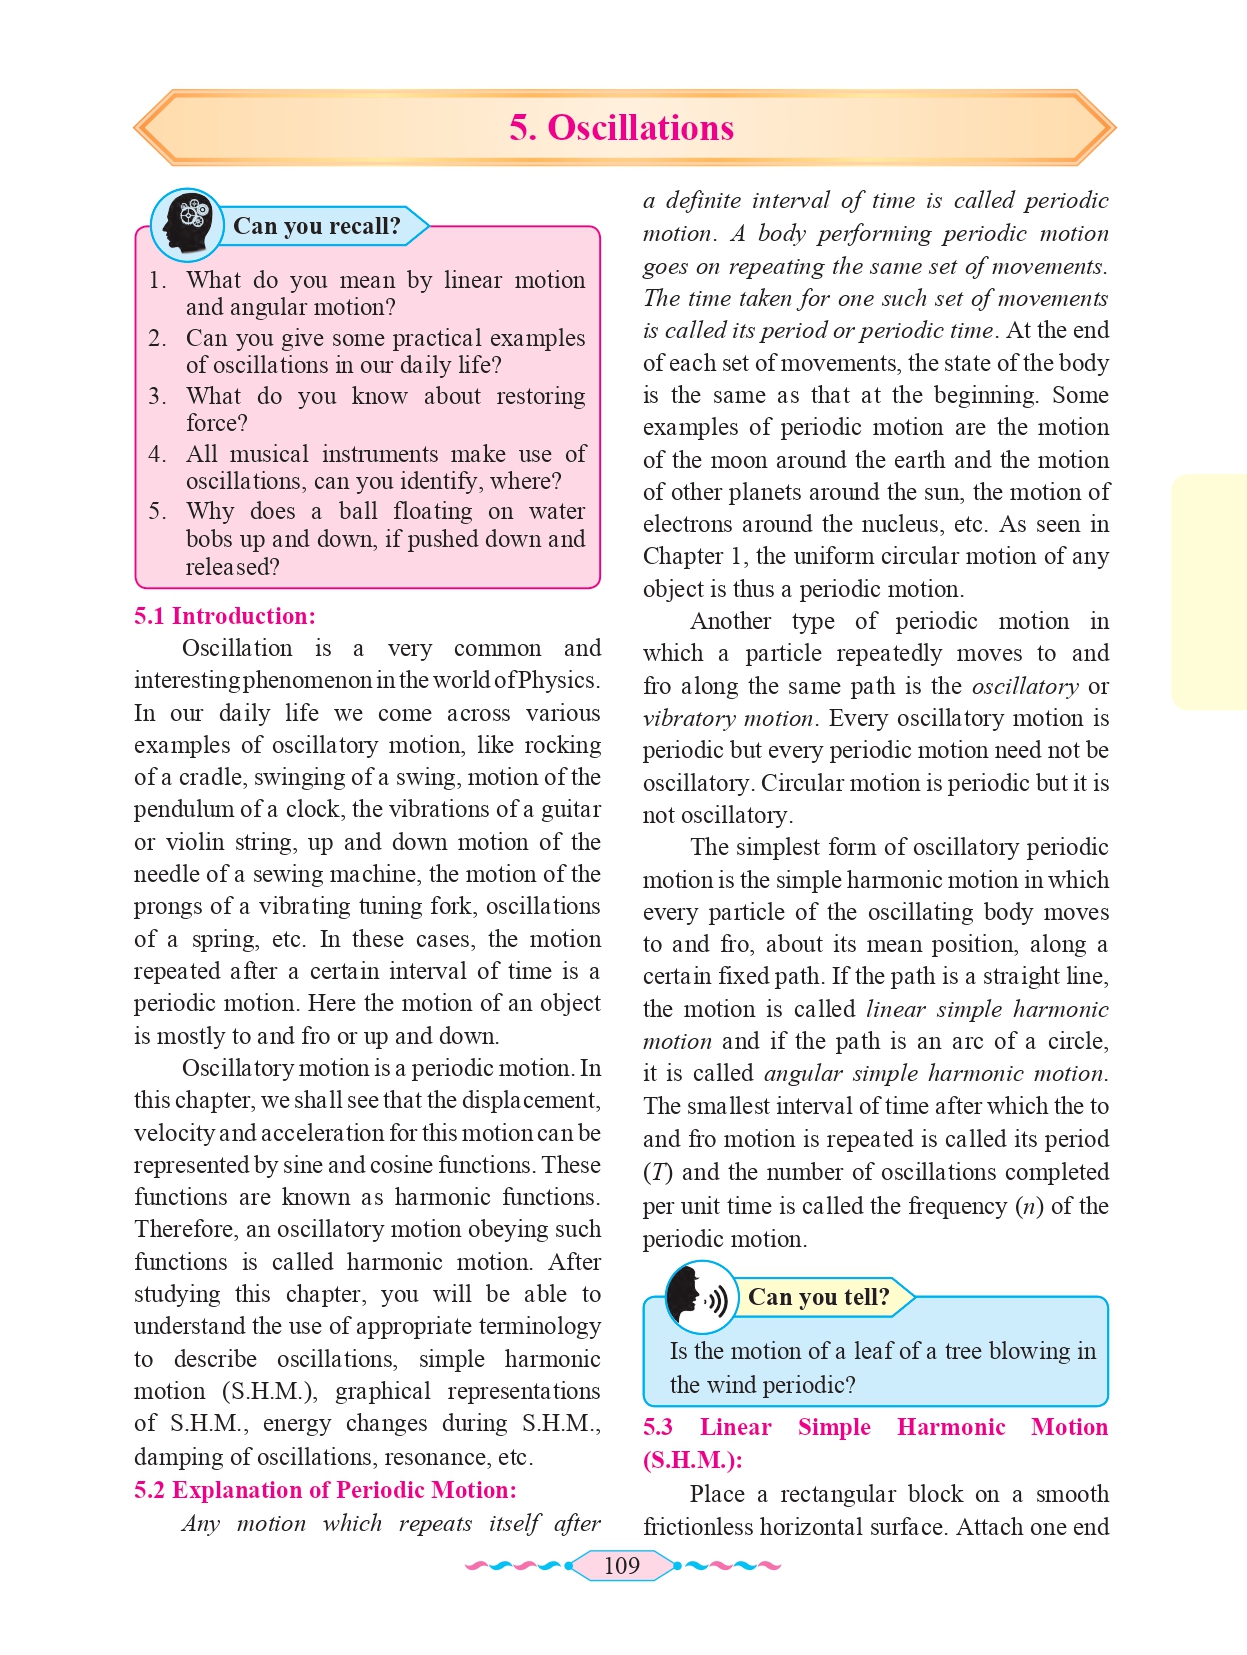 5. Oscillations
Can you recall?
1. What do you mean by linear motion
and angular motion?
2. Can you give some practical examples
of oscillations in our daily life?
3. What do you know about restoring
force?
4. All musical instruments make use of
oscillations, can you identify, where?
5. Why does a ball floating on water
bobs up and down, if pushed down and
released?
5.1 Introduction:
Oscillation is a very common and
interesting phenomenon in the world of Physics.
In our daily life we come across various
examples of oscillatory motion, like rocking
of a cradle, swinging of a swing, motion of the
pendulum of a clock, the vibrations of a guitar
or violin string, up and down motion of the
needle of a sewing machine, the motion of the
prongs of a vibrating tuning fork, oscillations
of a spring, etc. In these cases, the motion
repeated after a certain interval of time is a
periodic motion. Here the motion of an object
is mostly to and fro or up and down.
Oscillatory motion is a periodic motion. In
this chapter, we shall see that the displacement,
velocity and acceleration for this motion can be
represented by sine and cosine functions. These
functions are known as harmonic functions.
Therefore, an oscillatory motion obeying such
functions is called harmonic motion. After
studying this chapter, you will be able to
understand the use of appropriate terminology
to describe oscillations, simple harmonic
motion (S.H.M.), graphical representations
of S.H.M., energy changes during S.H.M.,
damping of oscillations, resonance, etc.
5.2 Explanation of Periodic Motion:
Any motion which repeats itself after
a definite interval of time is called periodic
motion. A body performing periodic motion
goes on repeating the same set of movements.
The time taken for one such set of movements
is called its period or periodic time. At the end
of each set of movements, the state of the body
is the same as that at the beginning. Some
examples of periodic motion are the motion
of the moon around the earth and the motion
of other planets around the sun, the motion of
electrons around the nucleus, etc. As seen in
Chapter 1, the uniform circular motion of any
object is thus a periodic motion.
Another type of periodic motion in
which a particle repeatedly moves to and
fro along the same path is the oscillatory or
vibratory motion. Every oscillatory motion is
periodic but every periodic motion need not be
oscillatory. Circular motion is periodic but it is
not oscillatory.
The simplest form of oscillatory periodic
motion is the simple harmonic motion in which
every particle of the oscillating body moves
to and fro, about its mean position, along a
certain fixed path. If the path is a straight line,
the motion is called linear simple harmonic
motion and if the path is an arc of a circle,
it is called angular simple harmonic motion.
The smallest interval of time after which the to
and fro motion is repeated is called its period
(T) and the number of oscillations completed
per unit time is called the frequency (n) of the
periodic motion.
Can you tell?
Is the motion of a leaf of a tree blowing in
the wind periodic?
5.3 Linear Simple Harmonic Motion
(S.H.M.):
Place a rectangular block on a smooth
frictionless horizontal surface. Attach one end
109